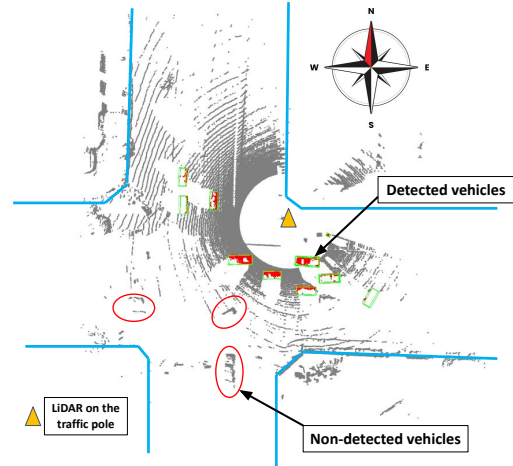 N
W
E
S
Detected vehicles
LiDAR on the
traffic pole
Non-detected vehicles